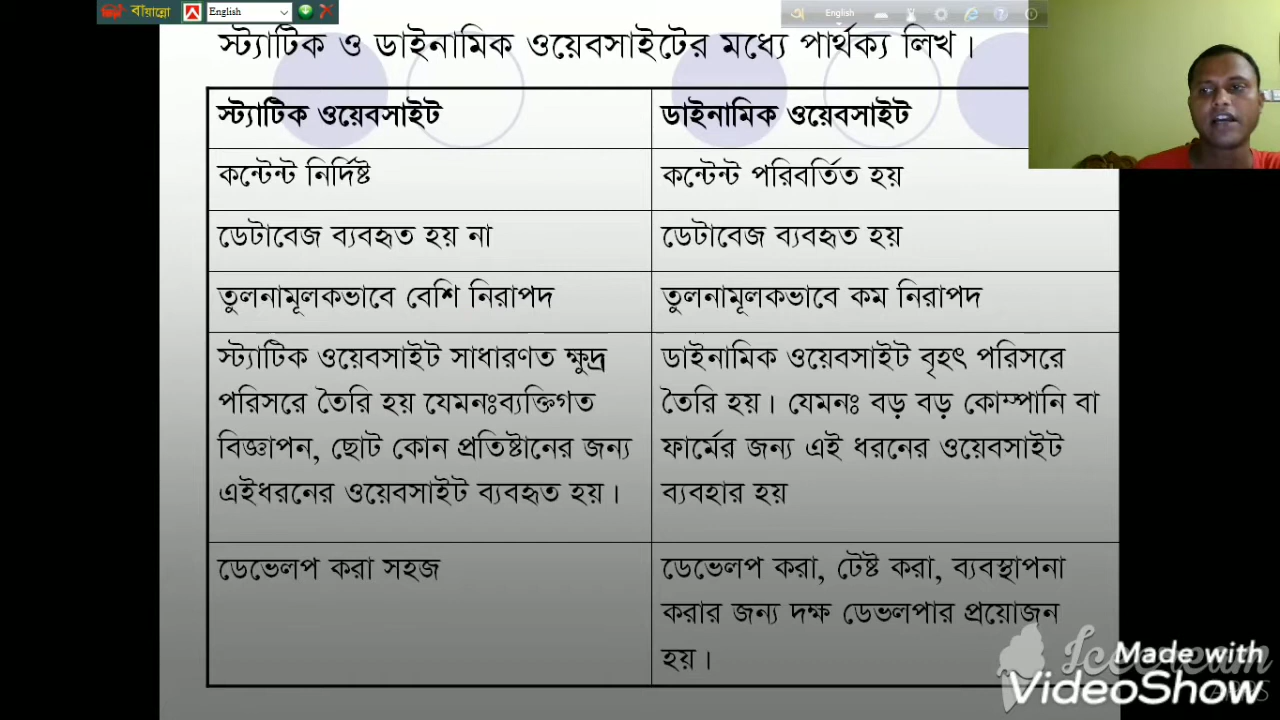 বায়ান্নো
English
English
স্ট্যাটিক ও ডাইনামিক ওয়েবসাইটের মধ্যে পার্থক্য লিখ।
স্ট্যাটিক ওয়েবসাইট
ডাইনামিক ওয়েবসাইট
কন্টেন্ট নির্দিষ্ট
কন্টেন্ট পরিবর্তিত হয়
ডেটাবেজ ব্যবহৃত হয় না
ডেটাবেজ ব্যবহৃত হয়
তুলনামূলকভাবে বেশি নিরাপদ
তুলনামূলকভাবে কম নিরাপদ
স্ট্যাটিক ওয়েবসাইট সাধারণত ক্ষুদ্র
পরিসরে তৈরি হয় যেমনঃব্যক্তিগত
বিজ্ঞাপন, ছোট কোন প্রতিষ্টানের জন্য
এইধরনের ওয়েবসাইট ব্যবহৃত হয়।
ডাইনামিক ওয়েবসাইট বৃহৎ পরিসরে
তৈরি হয়। যেমনঃ বড় বড় কোম্পানি বা
ফার্মের জন্য এই ধরনের ওয়েবসাইট
ব্যবহার হয়
ডেভেলপ করা সহজ
ডেভেলপ করা, টেষ্ট করা, ব্যবস্থাপনা
করার জন্য দক্ষ ডেভলপার প্রয়োজন
হয়।
Made with
VideoShow